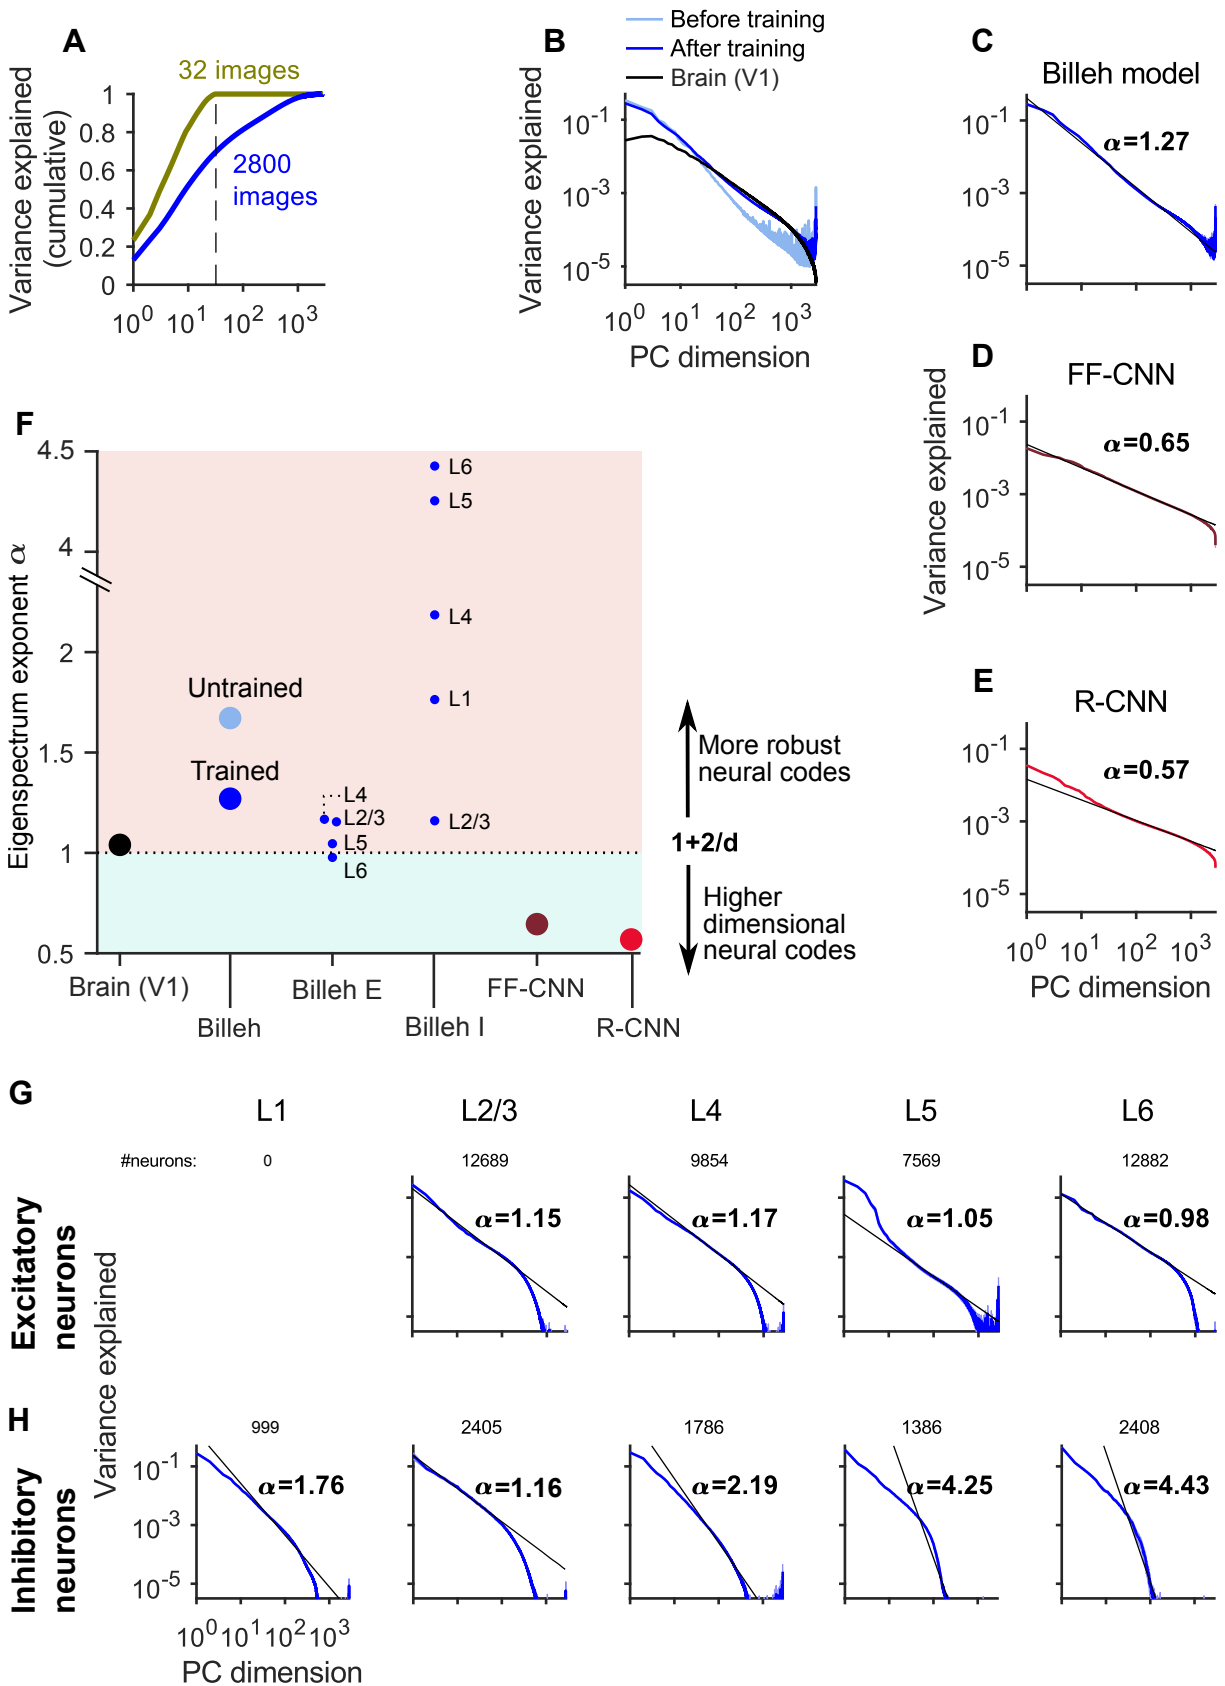 A
32 images
Variance explained
(cumulative)
1
0.8
0.6
0.4
0.2
0
2800
images
10^0 10^1 10^2 10^3
B
Before training
After training
Brain (V1)
Variance explained
10^-1
10^-3
10^-5
10^0 10^1 10^2 10^3
PC dimension
C
Billeh model
10^-1
10^-3
10^-5
α=1.27
D
FF-CNN
Variance explained
10^-1
10^-3
10^-5
α=0.65
E
R-CNN
10^-1
10^-3
10^-5
α=0.57
10^0 10^1 10^2 10^3
PC dimension
F
Eigenspectrum exponent α
4.5
4
2
1.5
1
0.5
L6
L5
L4
L1
L2/3
Untrained
Trained
L4
L2/3
L5
L6
More robust
neural codes
1+2/d
Higher
dimensional
neural codes
Brain (V1)
Billeh
Billeh E
Billeh I
FF-CNN
R-CNN
G
L1 L2/3 L4 L5 L6
#neurons: 0 12689 9854 7569 12882
Excitatory
neurons
Variance explained
α=1.15 α=1.17 α=1.05 α=0.98
H
999 2405 1786 1386 2408
Inhibitory
neurons
10^-1
10^-3
10^-5
α=1.76 α=1.16 α=2.19 α=4.25 α=4.43
10^0 10^1 10^2 10^3
PC dimension